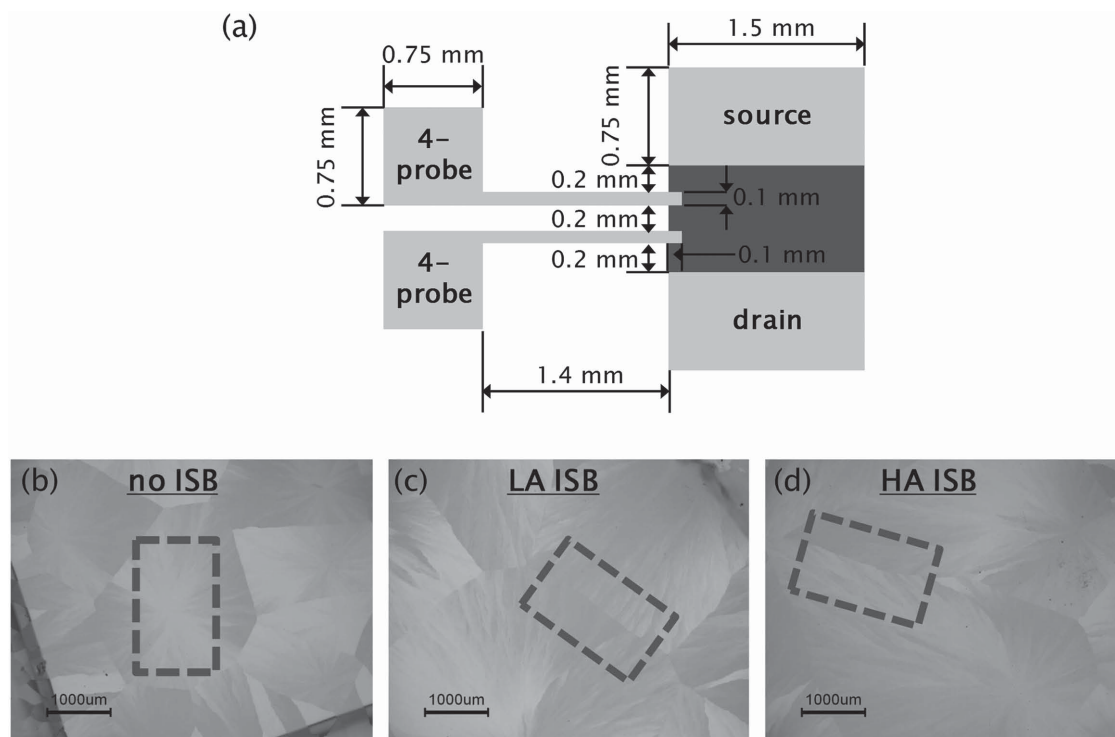 (a)
1.5 mm
0.75 mm
0.75 mm
4-
probe
0.75 mm
source
0.2 mm
0.1 mm
0.2 mm
4-
probe
0.2 mm
0.1 mm
drain
1.4 mm
(b) no ISB
1000um
(c) LA ISB
1000um
(d) HA ISB
1000um